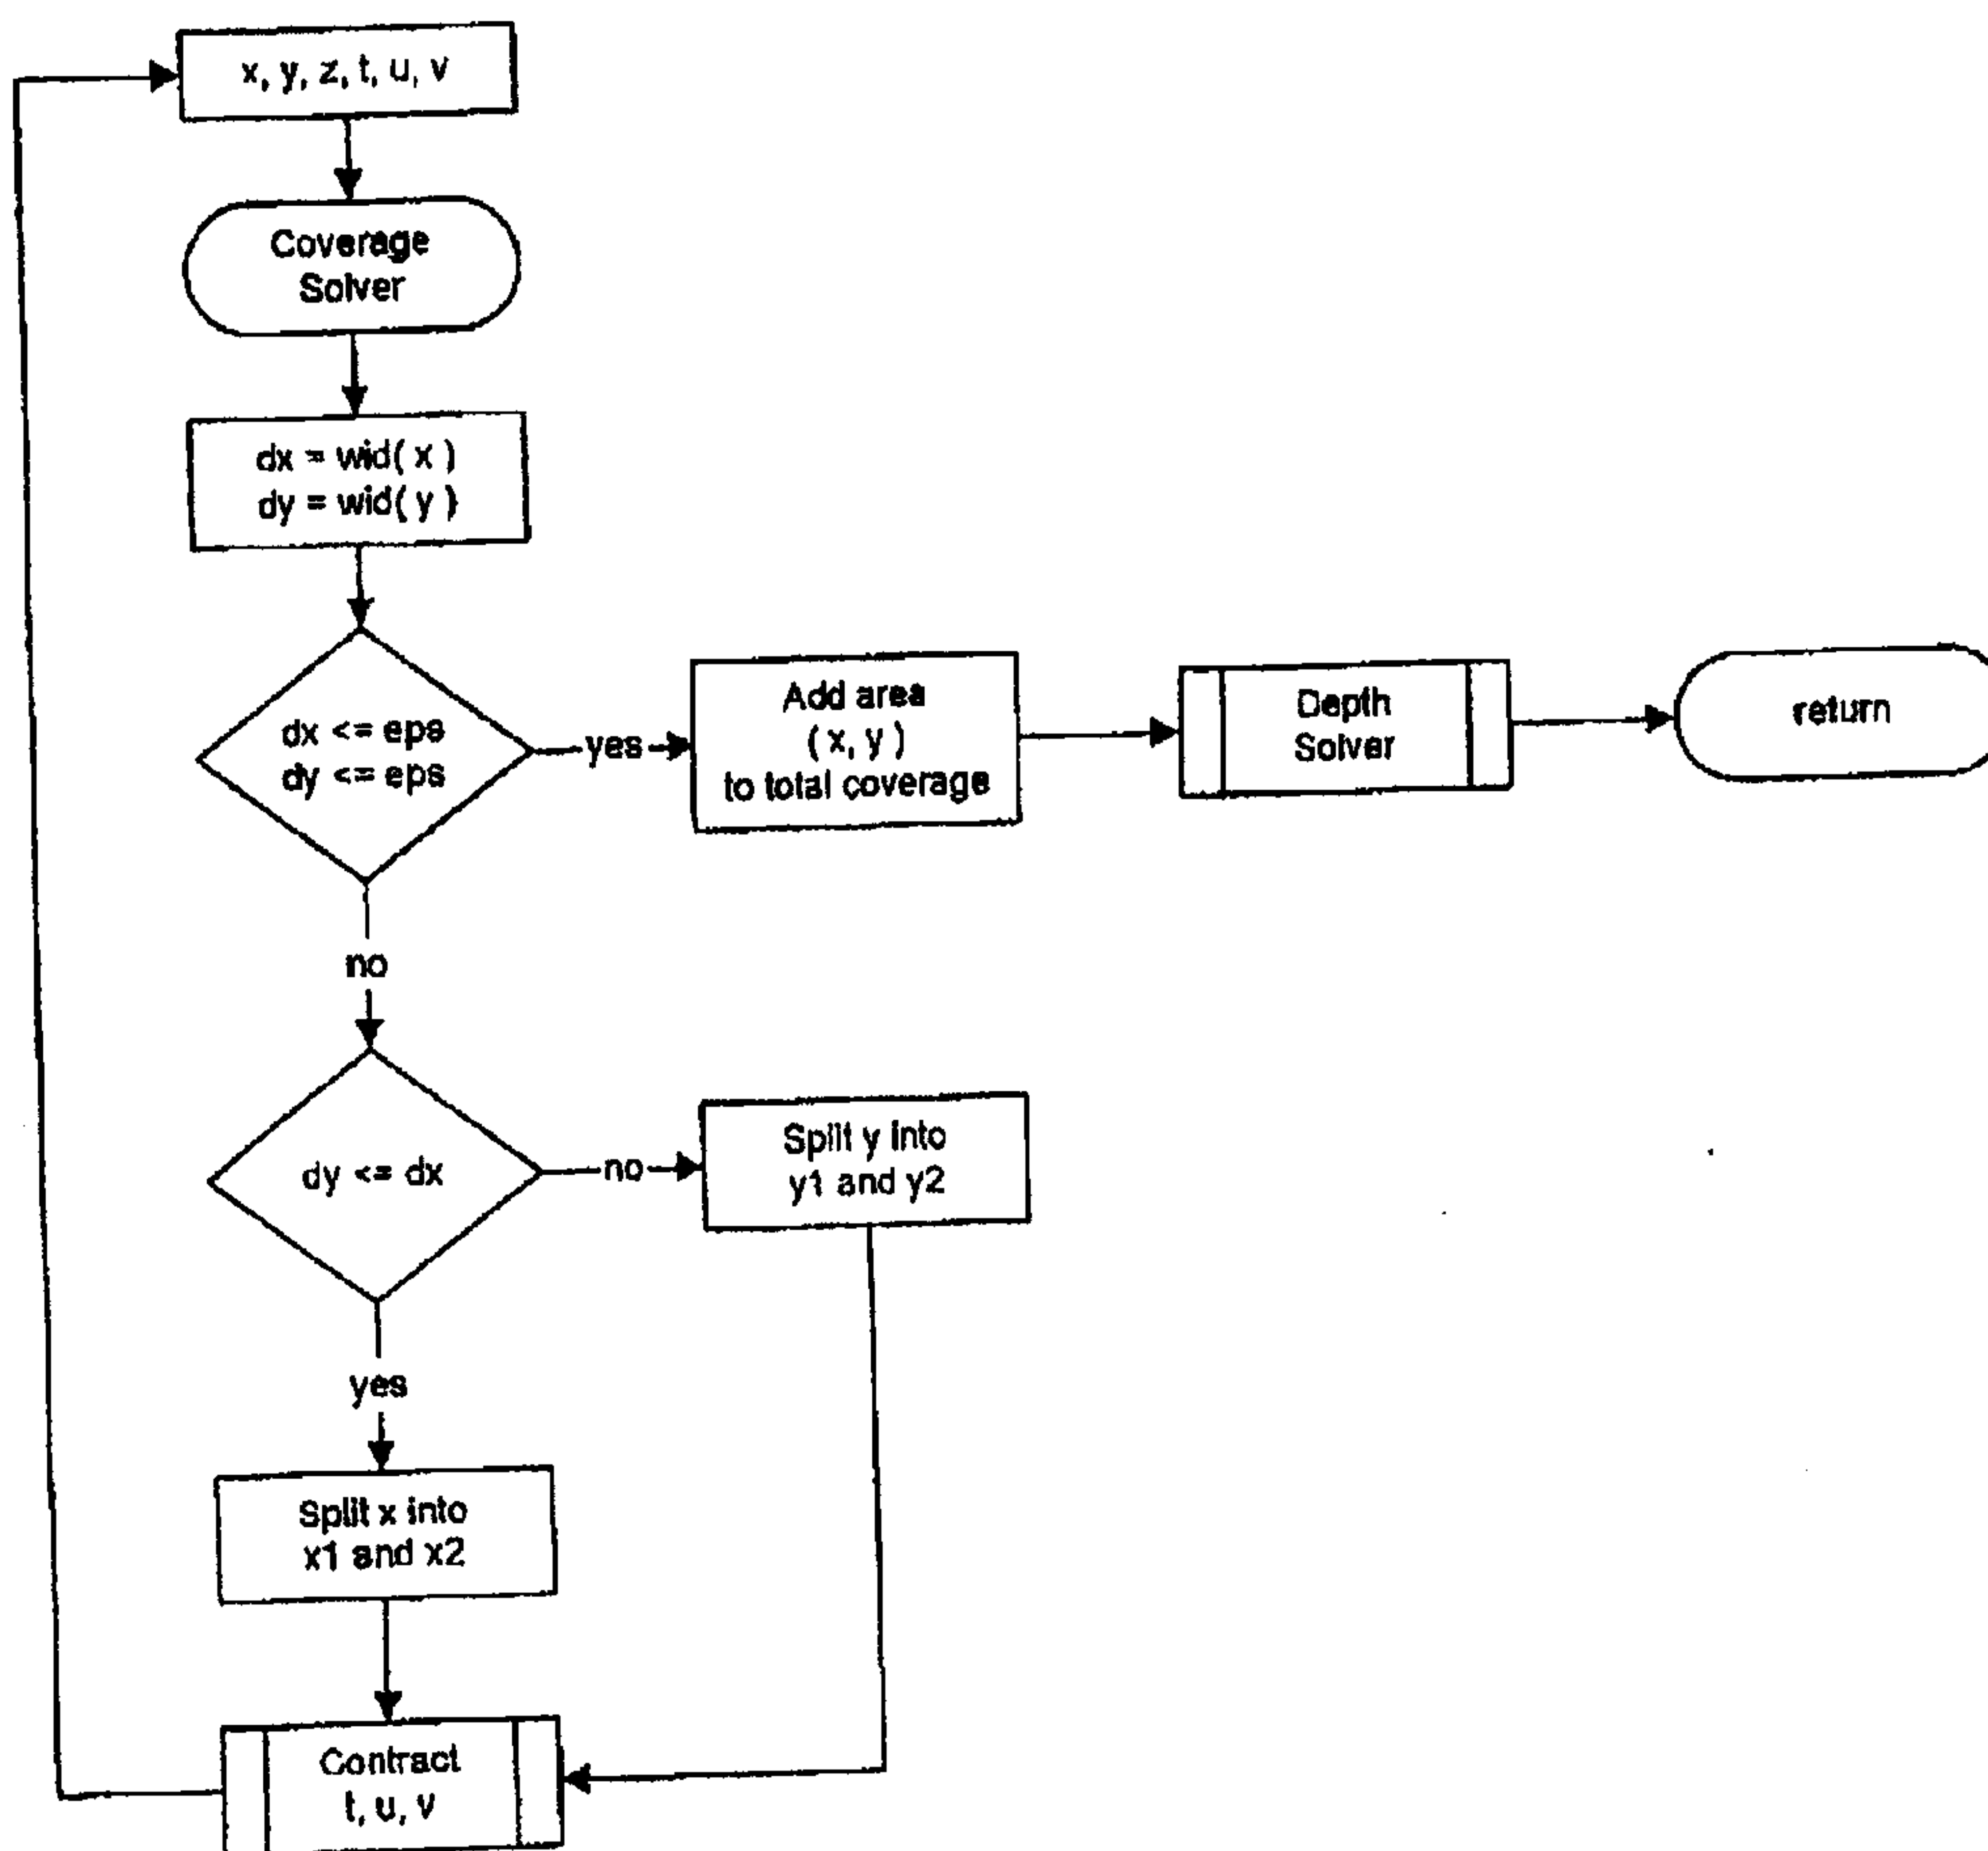 x, y, z, t, u, v
Coverage
Solver
dx = wid( x )
dy = wid( y )
dx <= eps
dy <= eps
yes
Add area
( x, y )
to total coverage
Depth
Solver
return
no
dy <= dx
no
Split y into
y1 and y2
yes
Split x into
x1 and x2
Contract
t, u, v